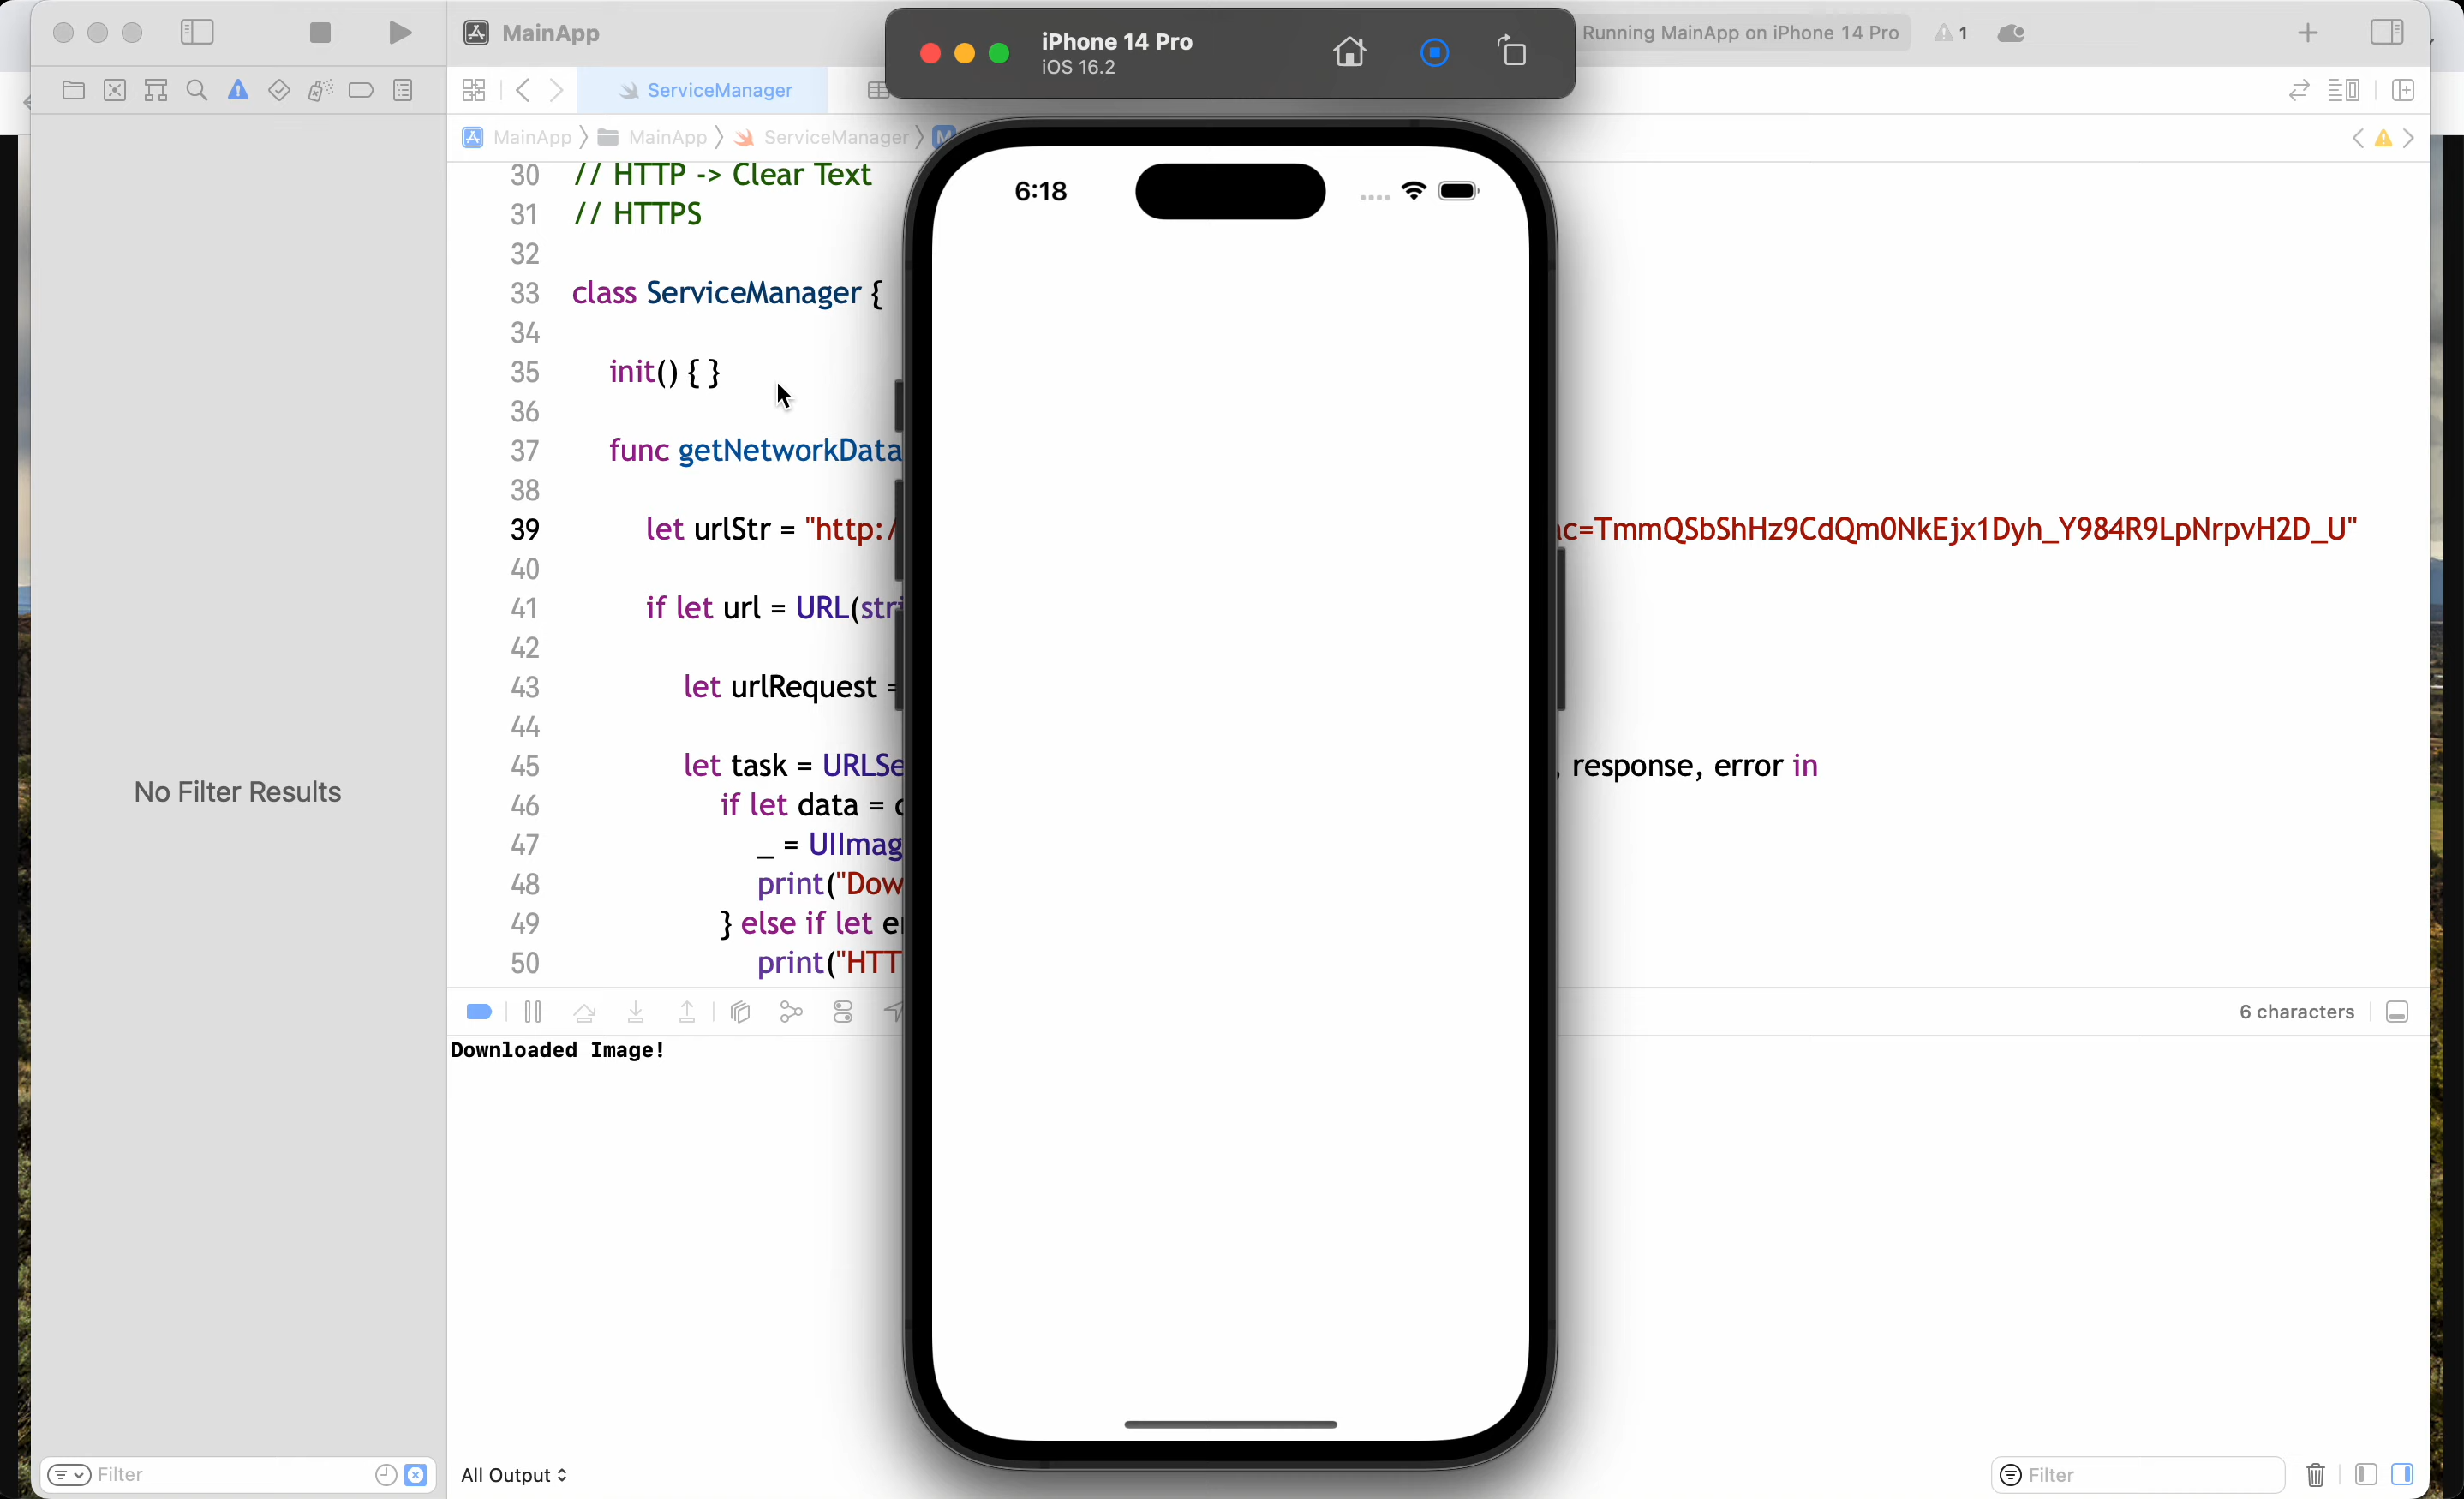 MainApp
iPhone 14 Pro
iOS 16.2
Running MainApp on iPhone 14 Pro
1
ServiceManager
MainApp
MainApp
ServiceManager
M
30 // HTTP -> Clear Text
31 // HTTPS
32
33 class ServiceManager {
34
35 init() { }
36
37 func getNetworkData
38
39 let urlStr = "http:/
c=TmmQSbShHz9CdQm0NkEjx1Dyh_Y984R9LpNrpvH2D_U"
40
41 if let url = URL(stri
42
43 let urlRequest =
44
45 let task = URLSe
, response, error in
46 if let data = d
47 _ = UIImag
48 print("Dow
49 } else if let er
50 print("HTT
6:18
No Filter Results
6 characters
Downloaded Image!
Filter
All Output
Filter